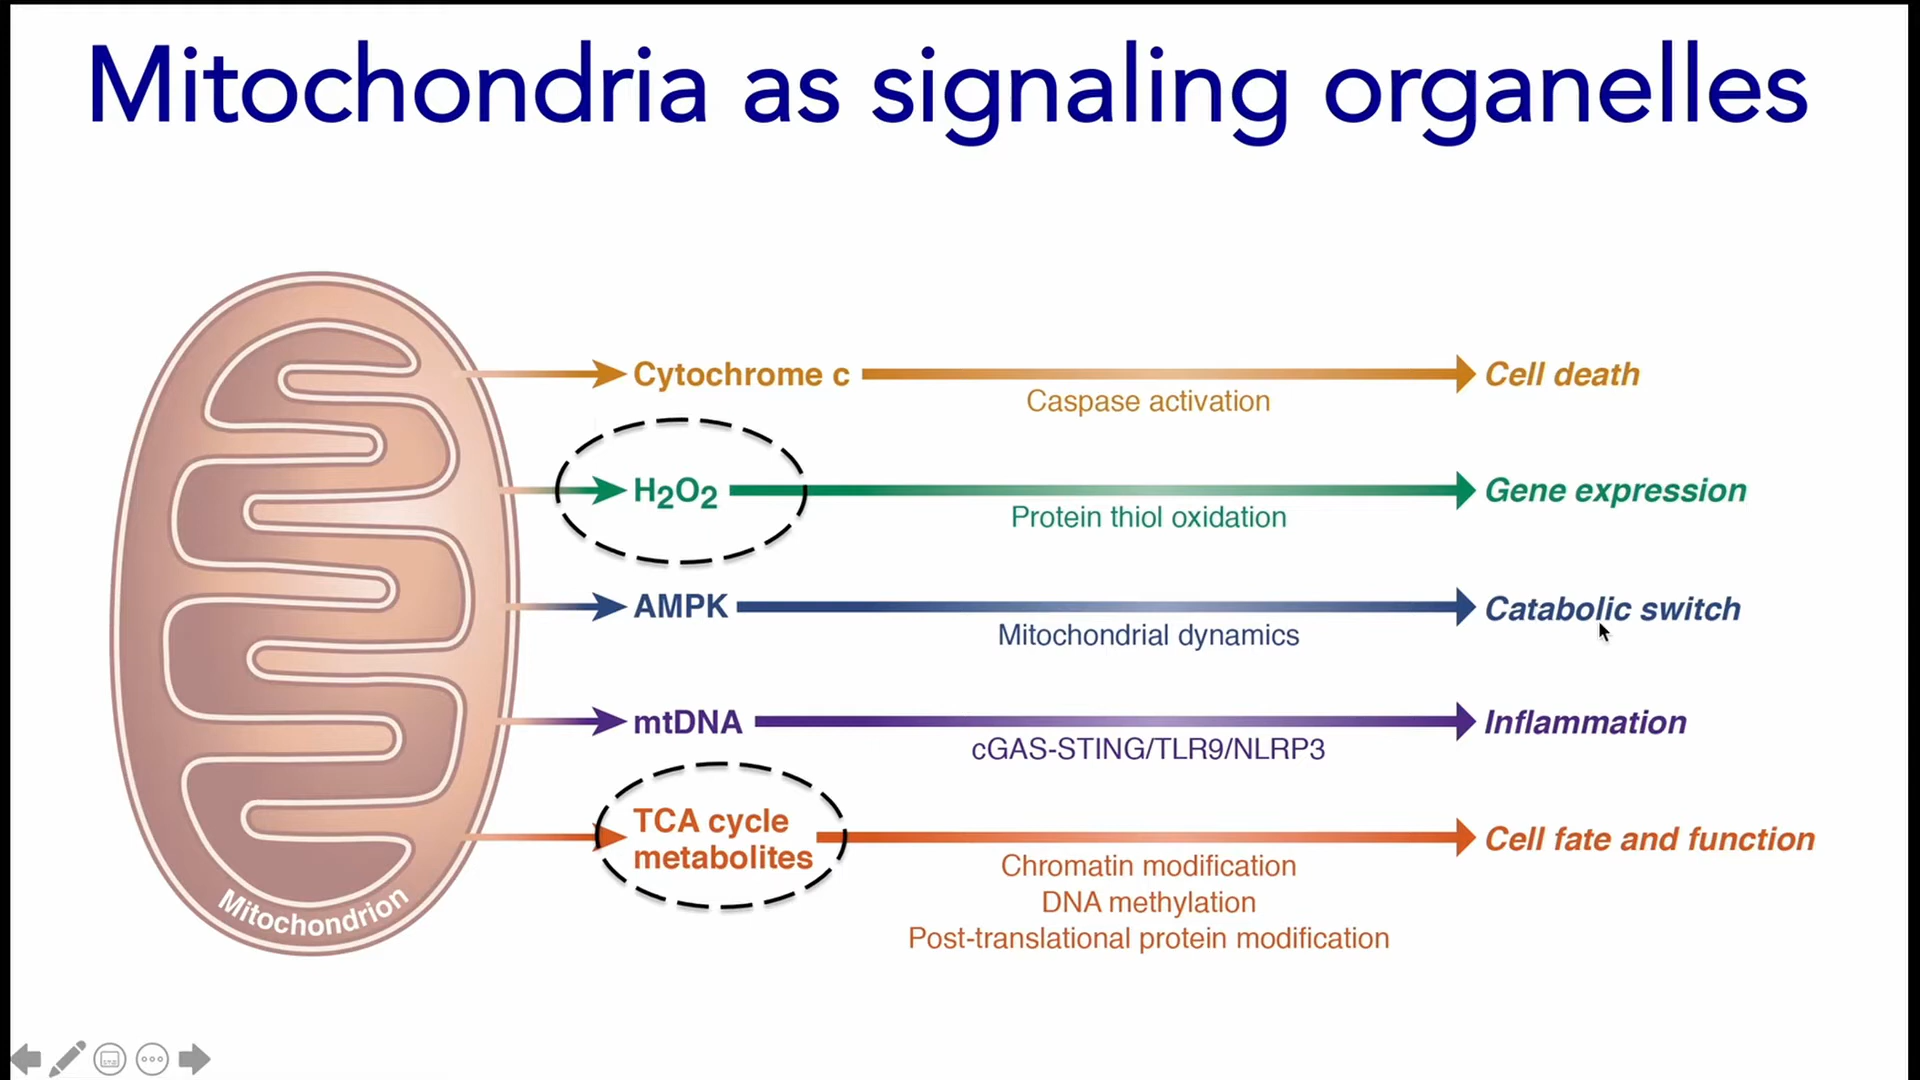 Mitochondria as signaling organelles
Cytochrome c
Caspase activation
Cell death
H₂O₂
Protein thiol oxidation
Gene expression
AMPK
Mitochondrial dynamics
Catabolic switch
mtDNA
cGAS-STING/TLR9/NLRP3
Inflammation
TCA cycle
metabolites
Chromatin modification
DNA methylation
Post-translational protein modification
Cell fate and function
Mitochondrion